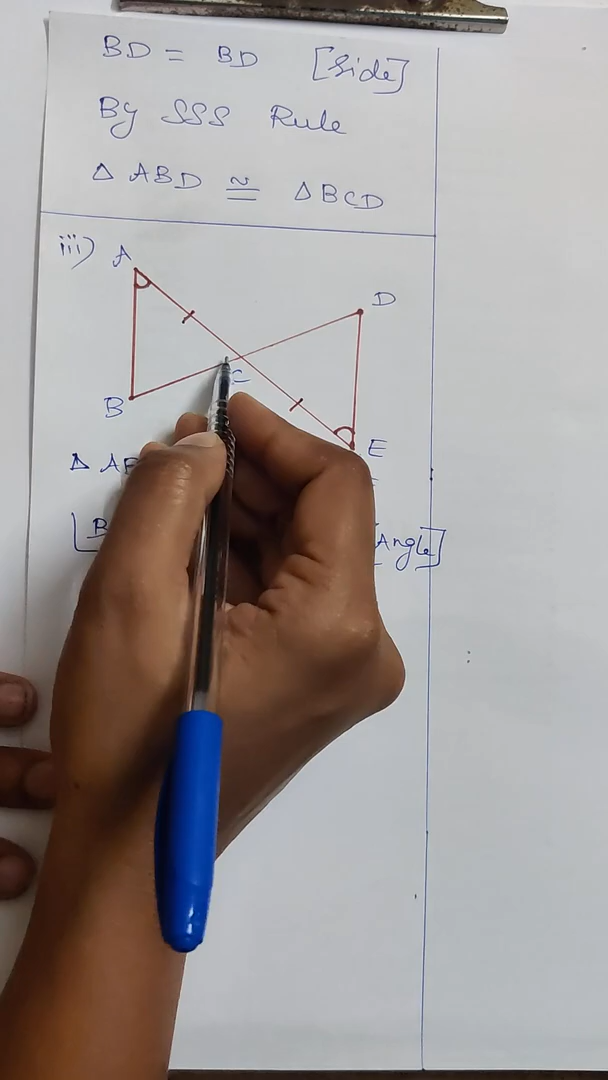 BD = BD [Side]
By SSS Rule
Δ ABD ≅ Δ BCD
iii)
A
D
C
B
E
Δ
[Angle]